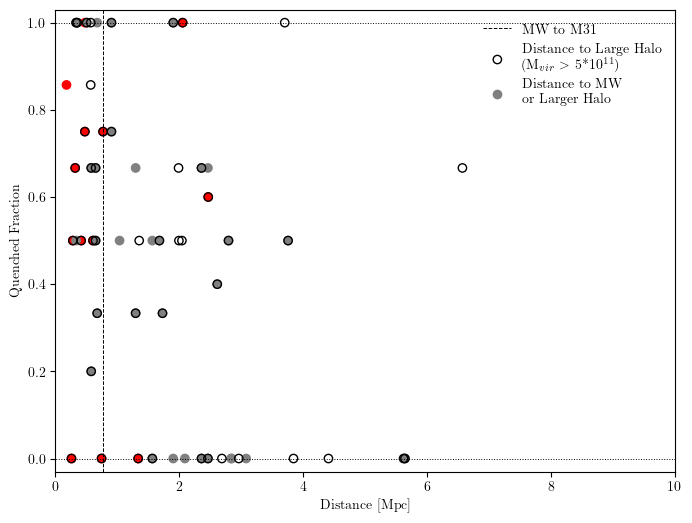 1.0
0.8
0.6
0.4
0.2
0.0
Quenched Fraction
MW to M31
Distance to Large Halo
(M_vir > 5*10^11)
Distance to MW
or Larger Halo
0 2 4 6 8 10
Distance [Mpc]